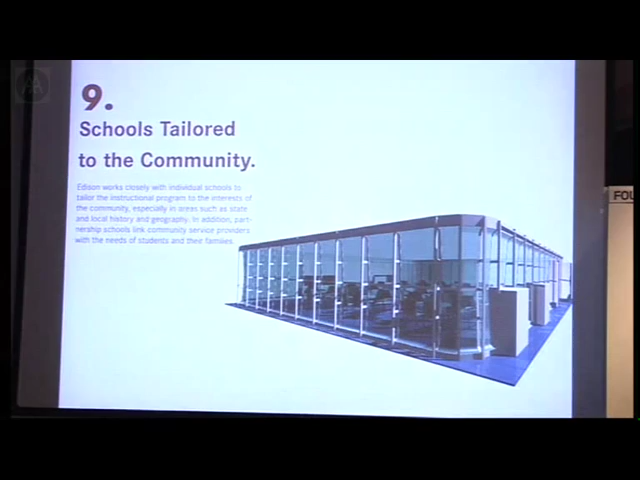 9.
Schools Tailored
to the Community.
Edison works closely with individual schools to
tailor the instructional program to the interests of
the community, especially in areas such as state
and local history and geography. In addition, part-
nership schools link community service providers
with the needs of students and their families.
FOU